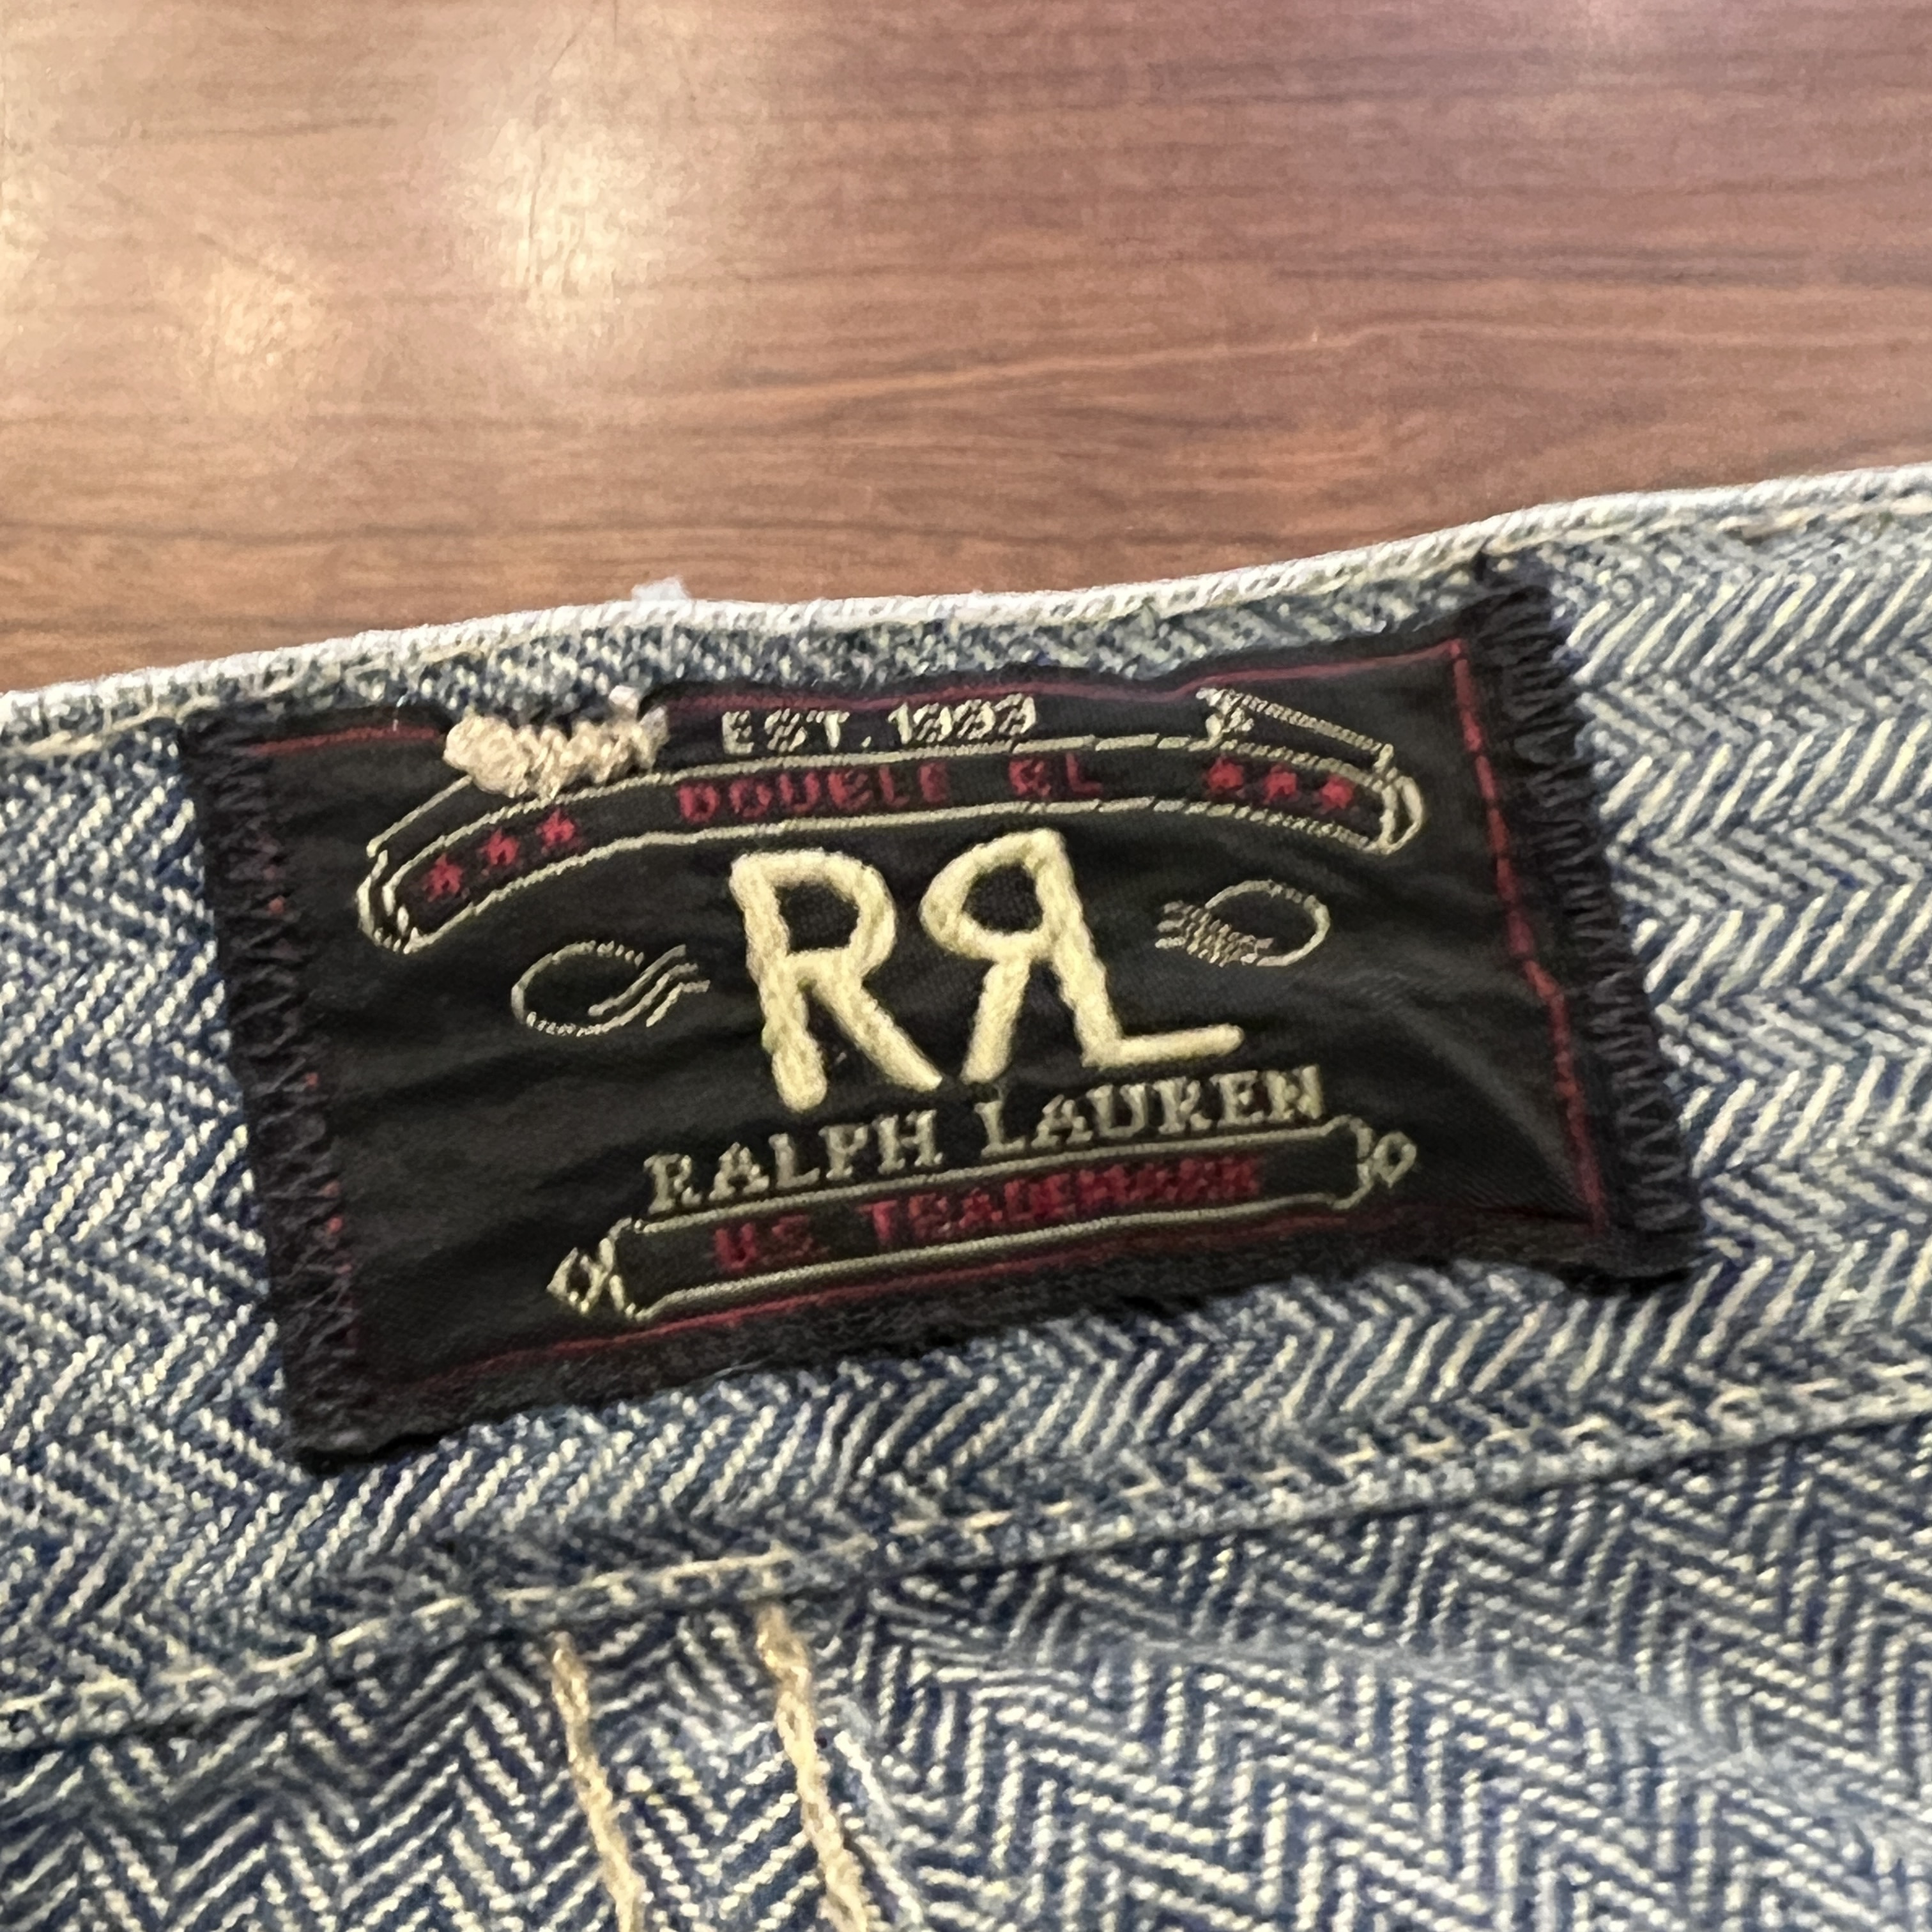 EST. 1993
DOUBLE RL
RRL
RALPH LAUREN
U.S. TRADEMARK